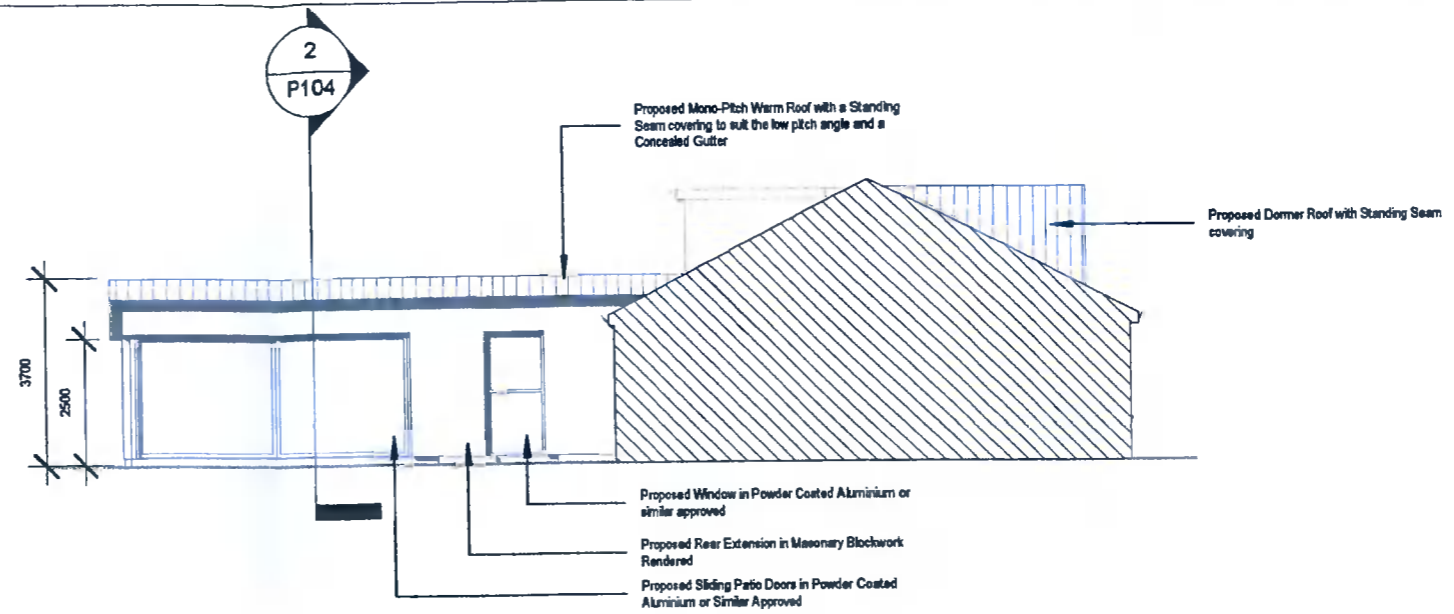 2
P104
Proposed Mono-Pitch Warm Roof with a Standing
Seam covering to suit the low pitch angle and a
Concealed Gutter
Proposed Dormer Roof with Standing Seam
covering
3700
2500
Proposed Window in Powder Coated Aluminium or
similar approved
Proposed Rear Extension in Masonary Blockwork
Rendered
Proposed Sliding Patio Doors in Powder Coated
Aluminium or Similar Approved